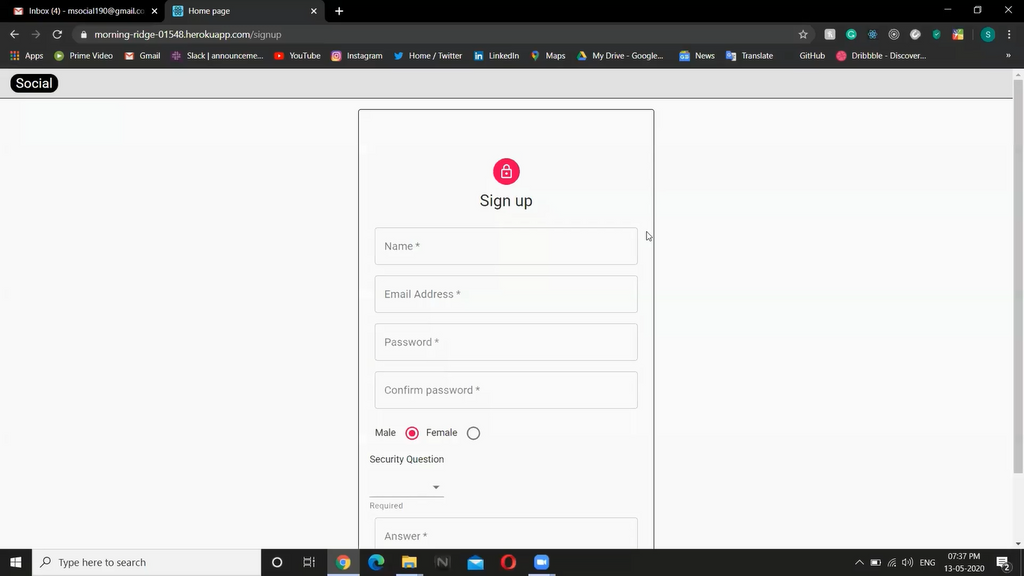 Inbox (4) - msocial190@gmail.co
Home page
morning-ridge-01548.herokuapp.com/signup
Apps
Prime Video
Gmail
Slack | announceme...
YouTube
Instagram
Home / Twitter
LinkedIn
Maps
My Drive - Google...
News
Translate
GitHub
Dribbble - Discover...
»
S
Social
Sign up
Name *
Email Address *
Password *
Confirm password *
Male
Female
Security Question
Required
Answer *
Type here to search
N
ENG
07:37 PM
13-05-2020
2